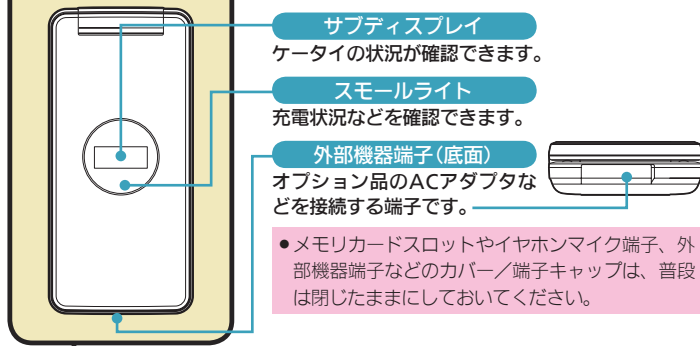 サブディスプレイ
ケータイの状況が確認できます。
スモールライト
充電状況などを確認できます。
外部機器端子（底面）
オプション品のACアダプタな
どを接続する端子です。
●メモリカードスロットやイヤホンマイク端子、外
部機器端子などのカバー／端子キャップは、普段
は閉じたままにしておいてください。